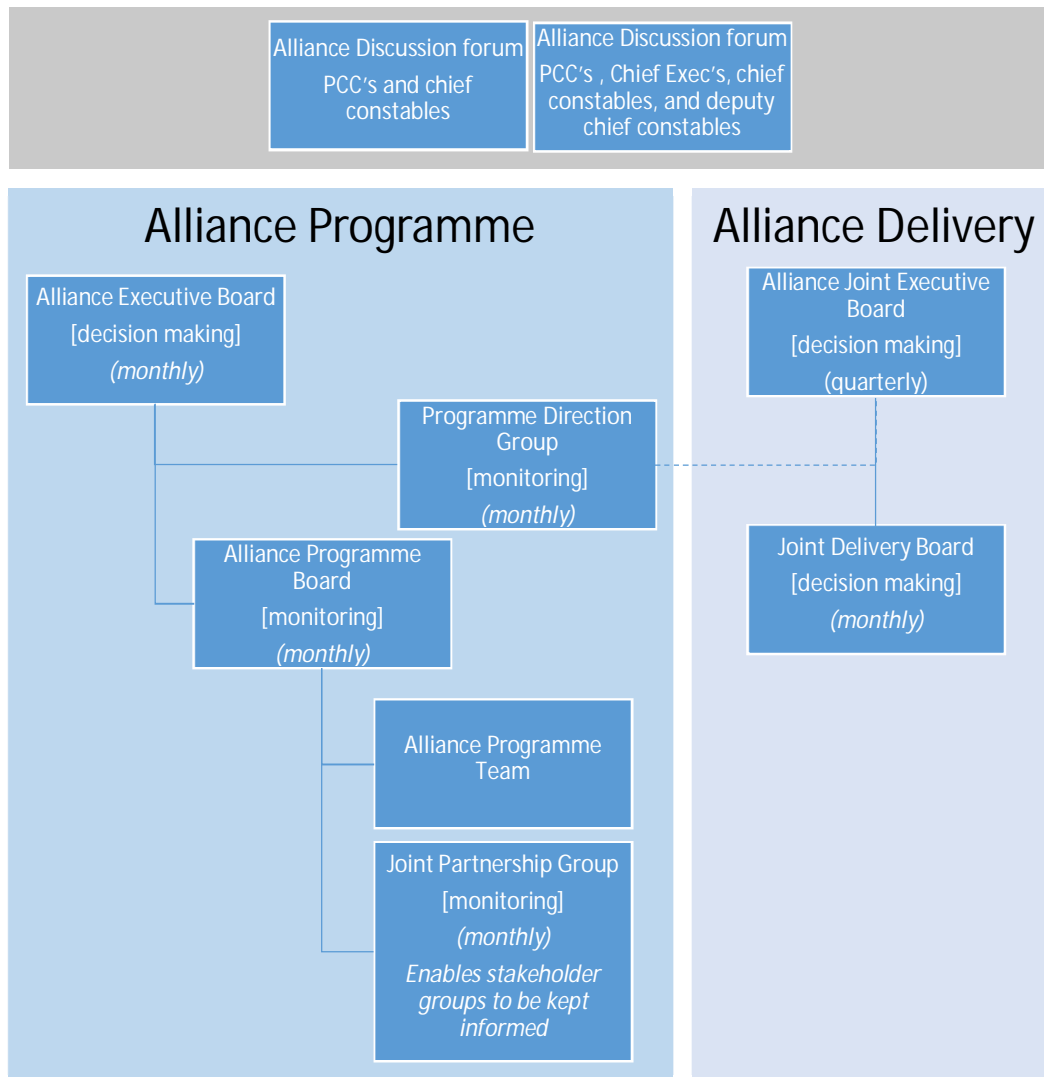 Alliance Discussion forum
PCC's and chief
constables
Alliance Discussion forum
PCC's , Chief Exec's, chief
constables, and deputy
chief constables
Alliance Programme
Alliance Executive Board
[decision making]
(monthly)
Programme Direction
Group
[monitoring]
(monthly)
Alliance Programme
Board
[monitoring]
(monthly)
Alliance Programme
Team
Joint Partnership Group
[monitoring]
(monthly)
Enables stakeholder
groups to be kept
informed
Alliance Delivery
Alliance Joint Executive
Board
[decision making]
(quarterly)
Joint Delivery Board
[decision making]
(monthly)